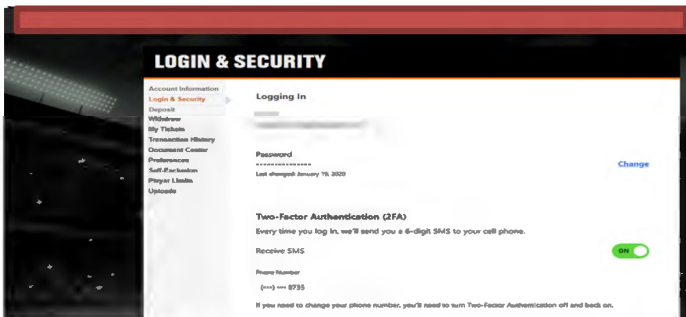 LOGIN & SECURITY
Account Information
Login & Security
Deposit
Withdraw
My Tickets
Transaction History
Document Center
Preferences
Self-Exclusion
Player Limits
Uploads
Logging In
Password
Change
Last changed: January 19, 2020
Two-Factor Authentication (2FA)
Every time you log in, we'll send you a 6-digit SMS to your cell phone.
Receive SMS
ON
Phone Number
(•••) ••• 8735
If you need to change your phone number, you'll need to turn Two-Factor Authentication off and back on.